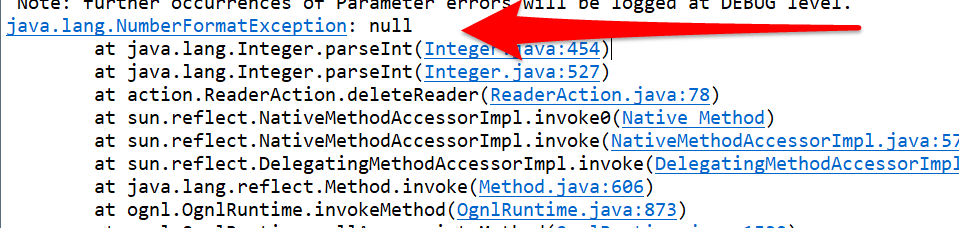 Note: further occurrences of Parameter errors will be logged at DEBUG level.
java.lang.NumberFormatException: null
at java.lang.Integer.parseInt(Integer.java:454)
at java.lang.Integer.parseInt(Integer.java:527)
at action.ReaderAction.deleteReader(ReaderAction.java:78)
at sun.reflect.NativeMethodAccessorImpl.invoke0(Native Method)
at sun.reflect.NativeMethodAccessorImpl.invoke(NativeMethodAccessorImpl.java:57
at sun.reflect.DelegatingMethodAccessorImpl.invoke(DelegatingMethodAccessorImpl
at java.lang.reflect.Method.invoke(Method.java:606)
at ognl.OgnlRuntime.invokeMethod(OgnlRuntime.java:873)